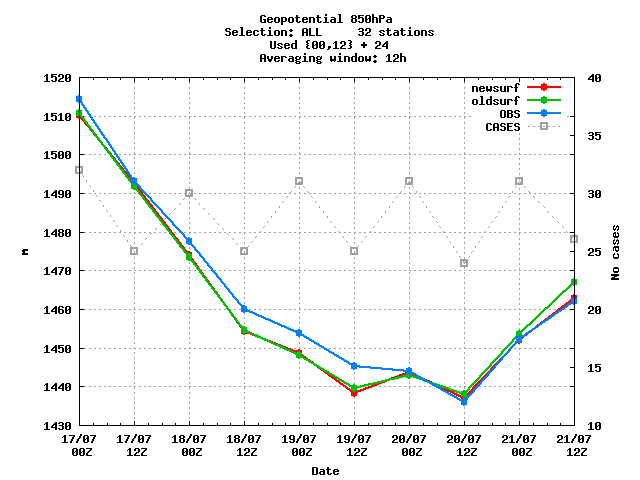 Geopotential 850hPa
Selection: ALL     32 stations
Used {00,12} + 24
Averaging window: 12h
newsurf
oldsurf
OBS
CASES
1520
1510
1500
1490
1480
1470
1460
1450
1440
1430
m
40
35
30
25
20
15
10
No cases
17/07 17/07 18/07 18/07 19/07 19/07 20/07 20/07 21/07 21/07
00Z 12Z 00Z 12Z 00Z 12Z 00Z 12Z 00Z 12Z
Date